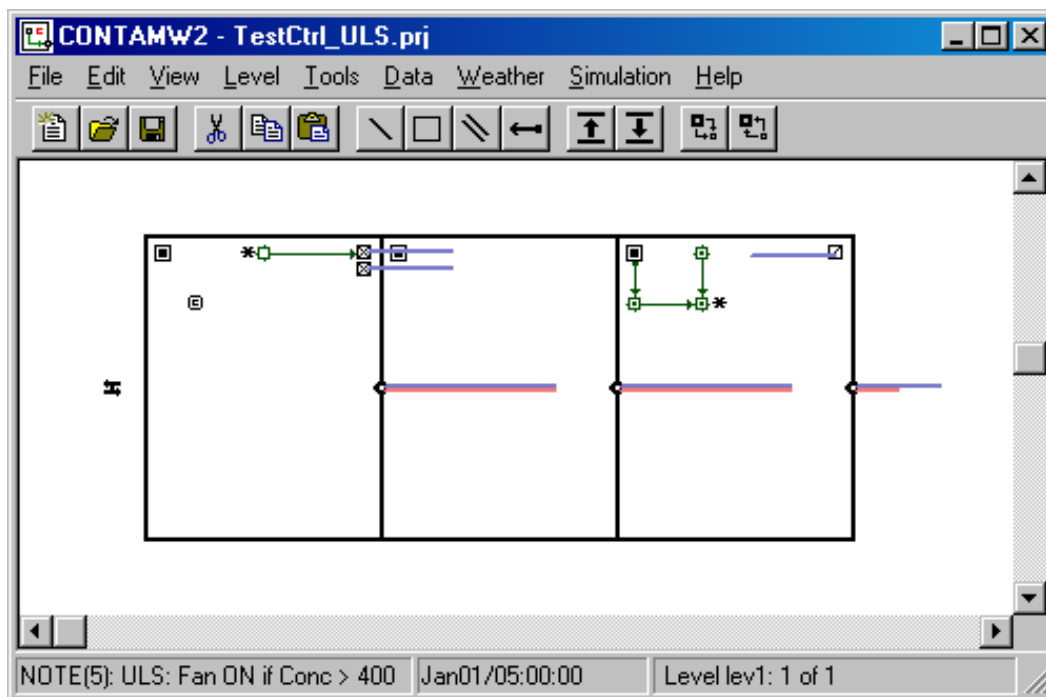 CONTAMW2 - TestCtrl_ULS.prj
File Edit View Level Tools Data Weather Simulation Help
NOTE(5): ULS: Fan ON if Conc > 400 Jan01/05:00:00 Level lev1: 1 of 1